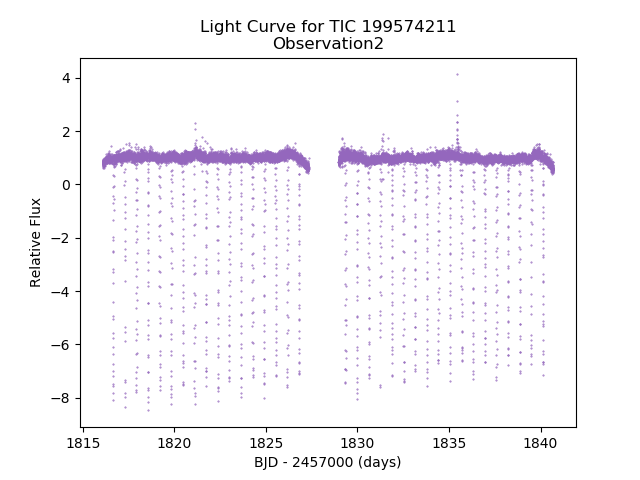 Light Curve for TIC 199574211
Observation2
Relative Flux
4
2
0
−2
−4
−6
−8
1815 1820 1825 1830 1835 1840
BJD - 2457000 (days)